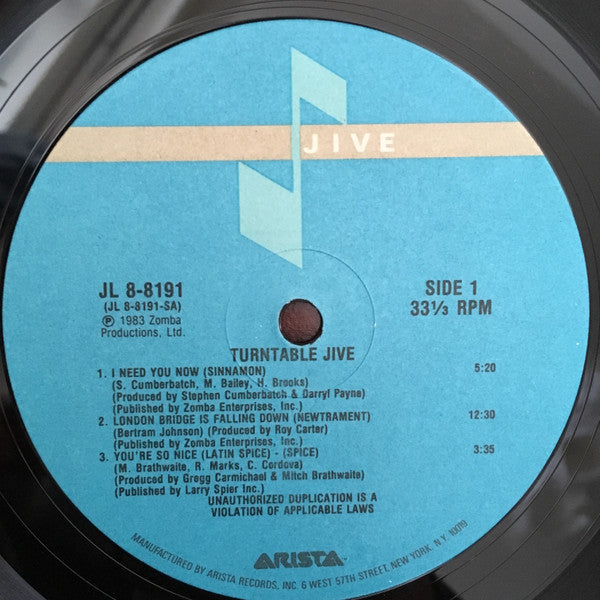 JIVE
JL 8-8191
(JL 8-8191-SA)
℗ 1983 Zomba
Productions, Ltd.
SIDE 1
33⅓ RPM
TURNTABLE JIVE
1. I NEED YOU NOW (SINNAMON) 5:20
(S. Cumberbatch, M. Bailey, H. Brooks)
(Produced by Stephen Cumberbatch & Darryl Payne)
(Published by Zomba Enterprises, Inc.)
2. LONDON BRIDGE IS FALLING DOWN (NEWTRAMENT) 12:30
(Bertram Johnson) (Produced by Roy Carter)
(Published by Zomba Enterprises, Inc.)
3. YOU'RE SO NICE (LATIN SPICE) - (SPICE) 3:35
(M. Brathwaite, R. Marks, C. Cordova)
(Produced by Gregg Carmichael & Mitch Brathwaite)
(Published by Larry Spier Inc.)
UNAUTHORIZED DUPLICATION IS A
VIOLATION OF APPLICABLE LAWS
ARISTA™
MANUFACTURED BY ARISTA RECORDS, INC. 6 WEST 57TH STREET, NEW YORK, N.Y. 10019